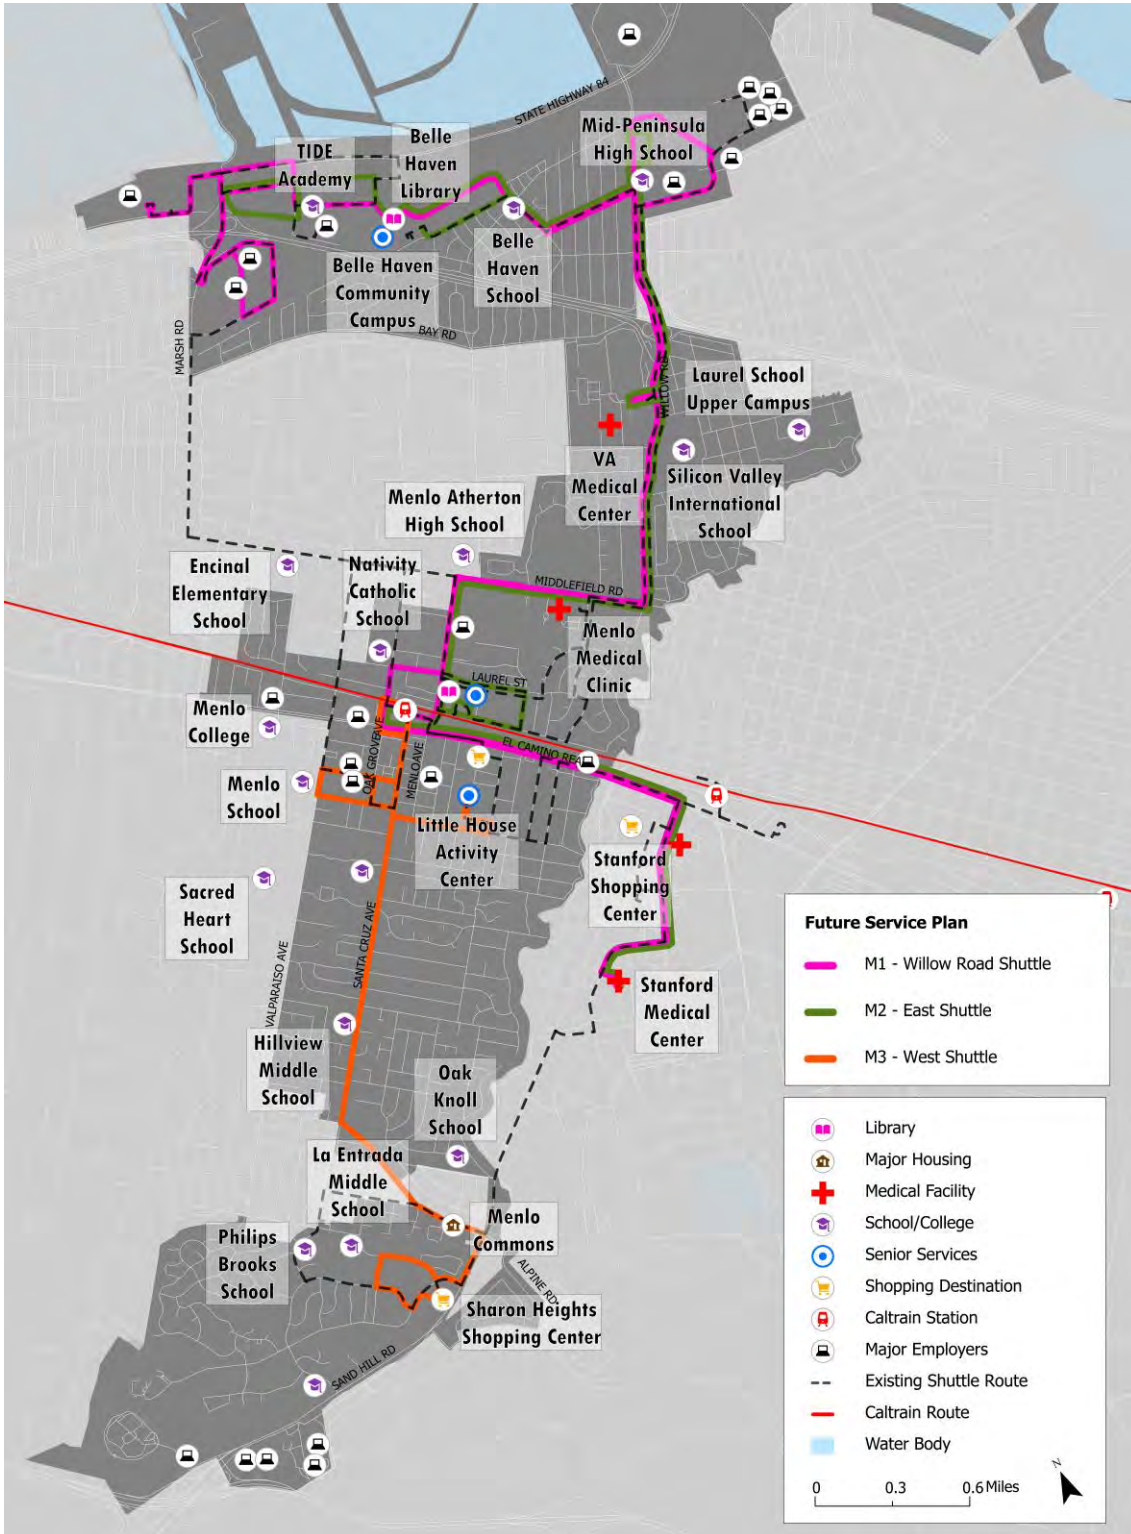 STATE HIGHWAY 84
Mid-Peninsula
High School
Belle
Haven
Library
TIDE
Academy
Belle
Haven
School
Belle Haven
Community
Campus
BAY RD
MARSH RD
WILLOW RD
Laurel School
Upper Campus
VA
Medical
Center
Silicon Valley
International
School
Menlo Atherton
High School
Encinal
Elementary
School
Nativity
Catholic
School
MIDDLEFIELD RD
Menlo
Medical
Clinic
LAUREL ST
Menlo
College
OAK GROVE AVE
MENLO AVE
EL CAMINO REAL
Menlo
School
Little House
Activity
Center
Stanford
Shopping
Center
Sacred
Heart
School
SANTA CRUZ AVE
VALPARAISO AVE
Stanford
Medical
Center
Hillview
Middle
School
Oak
Knoll
School
La Entrada
Middle
School
Philips
Brooks
School
Menlo
Commons
ALPINE RD
Sharon Heights
Shopping Center
SAND HILL RD
Future Service Plan
M1 - Willow Road Shuttle
M2 - East Shuttle
M3 - West Shuttle
Library
Major Housing
Medical Facility
School/College
Senior Services
Shopping Destination
Caltrain Station
Major Employers
Existing Shuttle Route
Caltrain Route
Water Body
N
0 0.3 0.6 Miles